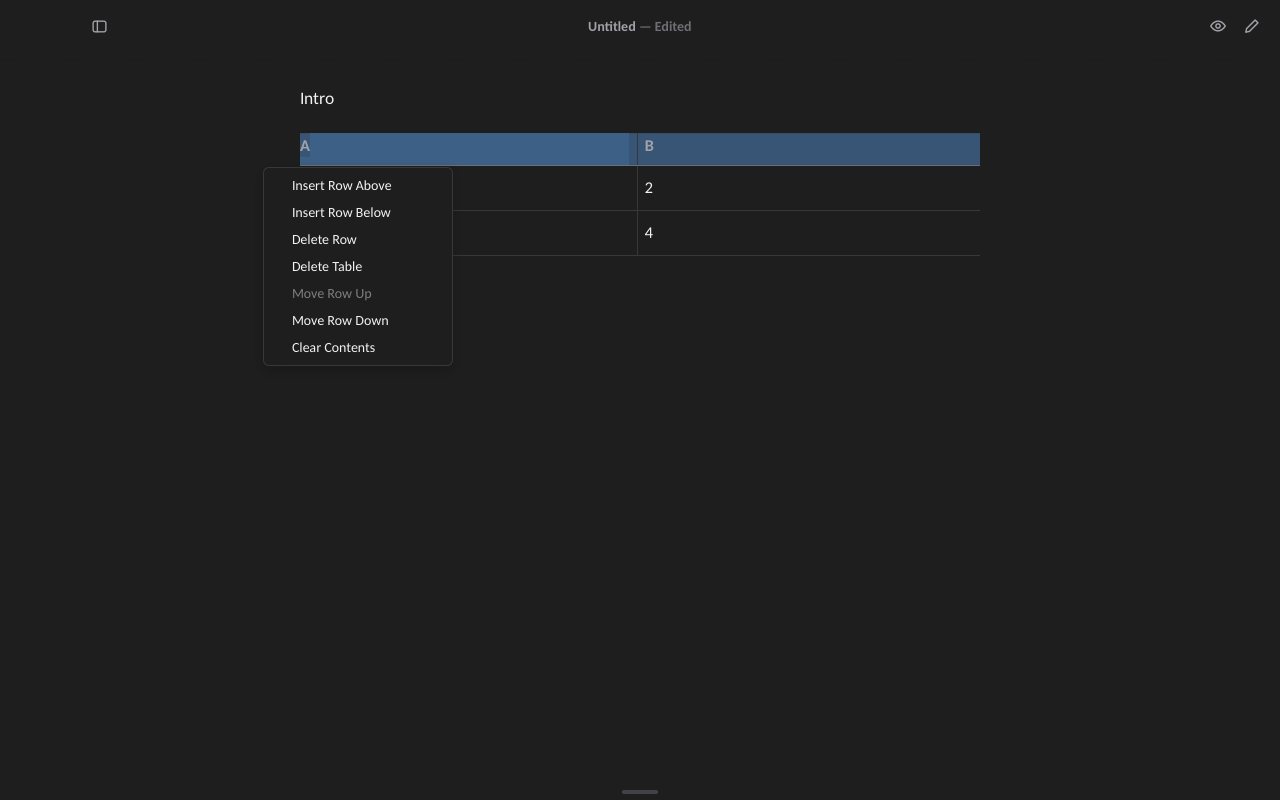 Untitled — Edited
Intro
A B
2
4
Insert Row Above
Insert Row Below
Delete Row
Delete Table
Move Row Up
Move Row Down
Clear Contents